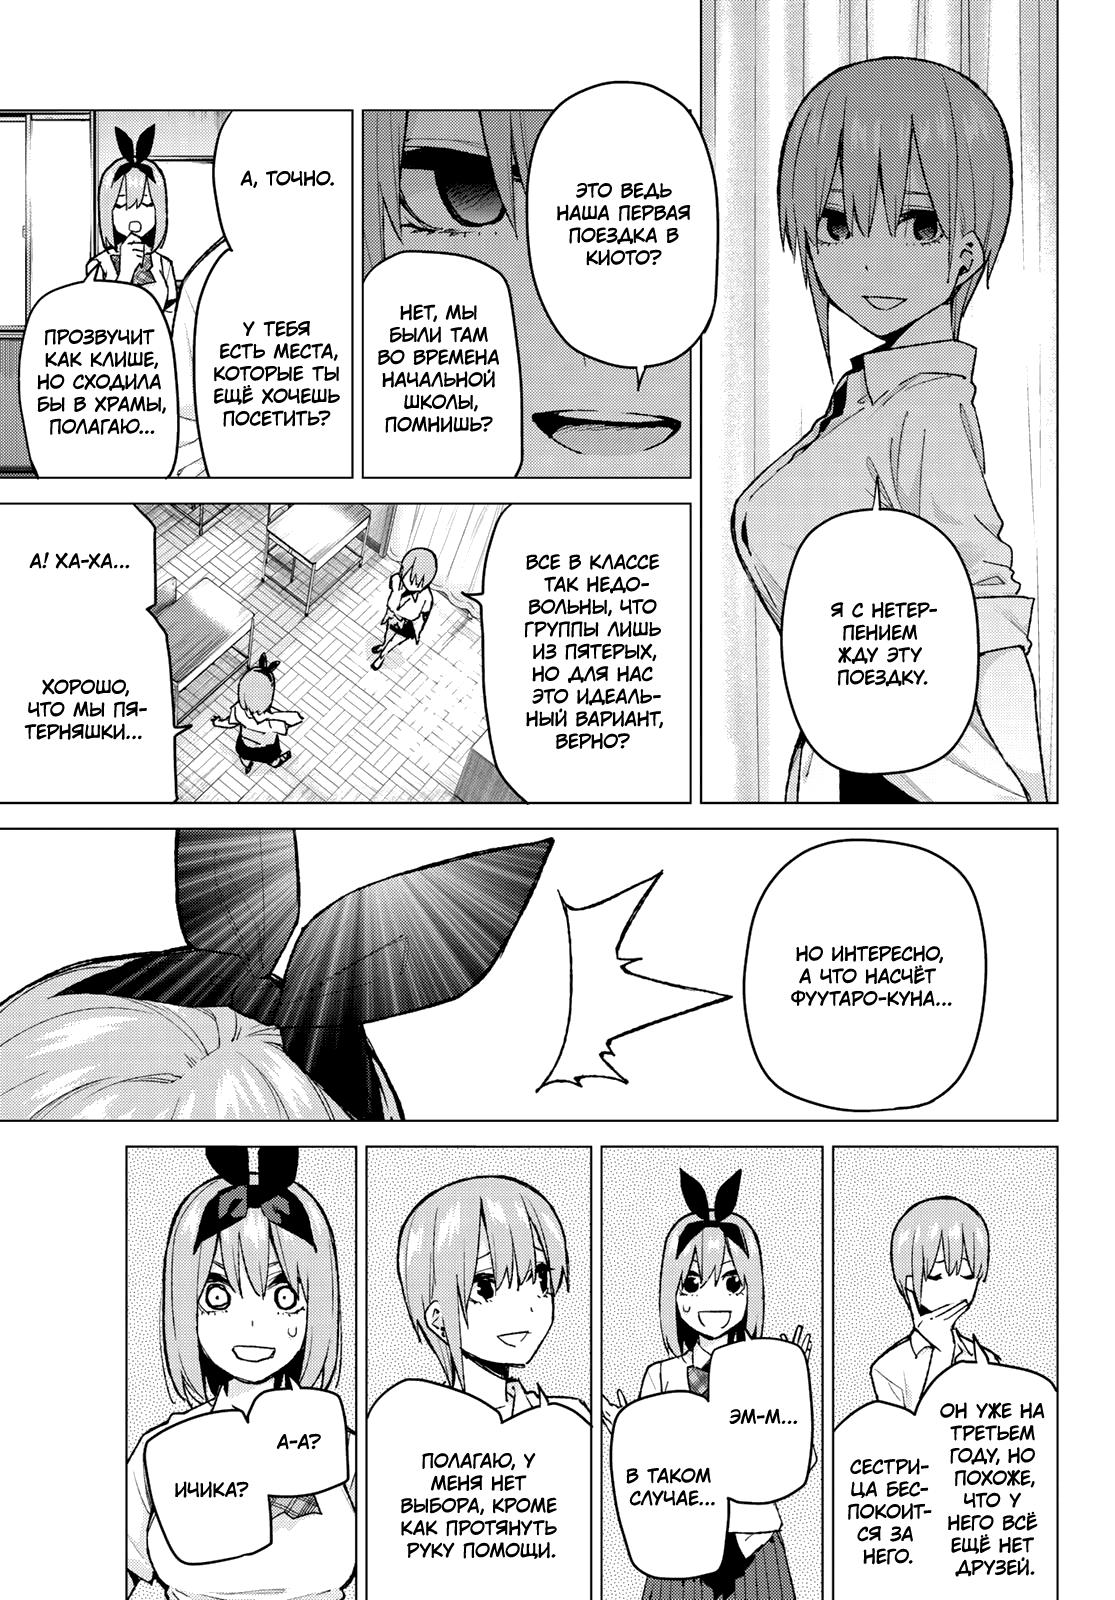 Я С НЕТЕР-
ПЕНИЕМ
ЖДУ ЭТУ
ПОЕЗДКУ.
ЭТО ВЕДЬ
НАША ПЕРВАЯ
ПОЕЗДКА В
КИОТО?
НЕТ, МЫ
БЫЛИ ТАМ
ВО ВРЕМЕНА
НАЧАЛЬНОЙ
ШКОЛЫ,
ПОМНИШЬ?
А, ТОЧНО.
У ТЕБЯ
ЕСТЬ МЕСТА,
КОТОРЫЕ ТЫ
ЕЩЁ ХОЧЕШЬ
ПОСЕТИТЬ?
ПРОЗВУЧИТ
КАК КЛИШЕ,
НО СХОДИЛА
БЫ В ХРАМЫ,
ПОЛАГАЮ...
ВСЕ В КЛАССЕ
ТАК НЕДО-
ВОЛЬНЫ, ЧТО
ГРУППЫ ЛИШЬ
ИЗ ПЯТЕРЫХ,
НО ДЛЯ НАС
ЭТО ИДЕАЛЬ-
НЫЙ ВАРИАНТ,
ВЕРНО?
А! ХА-ХА...
ХОРОШО,
ЧТО МЫ ПЯ-
ТЕРНЯШКИ...
НО ИНТЕРЕСНО,
А ЧТО НАСЧЁТ
ФУУТАРО-КУНА...
ОН УЖЕ НА
ТРЕТЬЕМ
ГОДУ, НО
ПОХОЖЕ,
ЧТО У
НЕГО ВСЁ
ЕЩЁ НЕТ
ДРУЗЕЙ.
СЕСТРИ-
ЦА БЕС-
ПОКОИТ-
СЯ ЗА
НЕГО.
ЭМ-М...
В ТАКОМ
СЛУЧАЕ...
ПОЛАГАЮ, У
МЕНЯ НЕТ
ВЫБОРА, КРОМЕ
КАК ПРОТЯНУТЬ
РУКУ ПОМОЩИ.
А-А?
ИЧИКА?